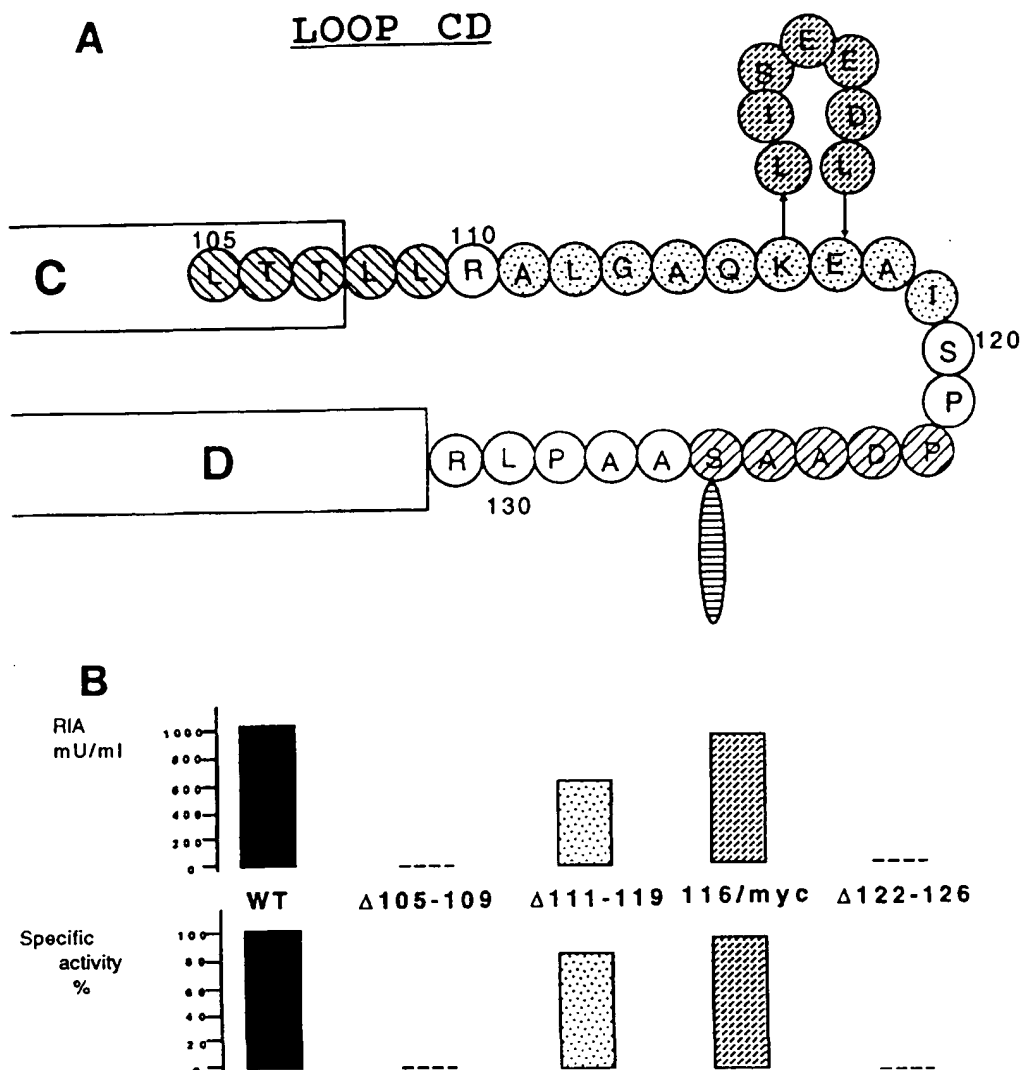 A
LOOP CD
E
S E
I D
L L
105
110
C
L T T L L R A L G A Q K E A
I
S 120
P
D
R L P A A S A A D P
130
B
RIA
mU/ml
1000
800
600
400
200
0
WT Δ105-109 Δ111-119 116/myc Δ122-126
Specific
activity
%
100
80
60
40
20
0